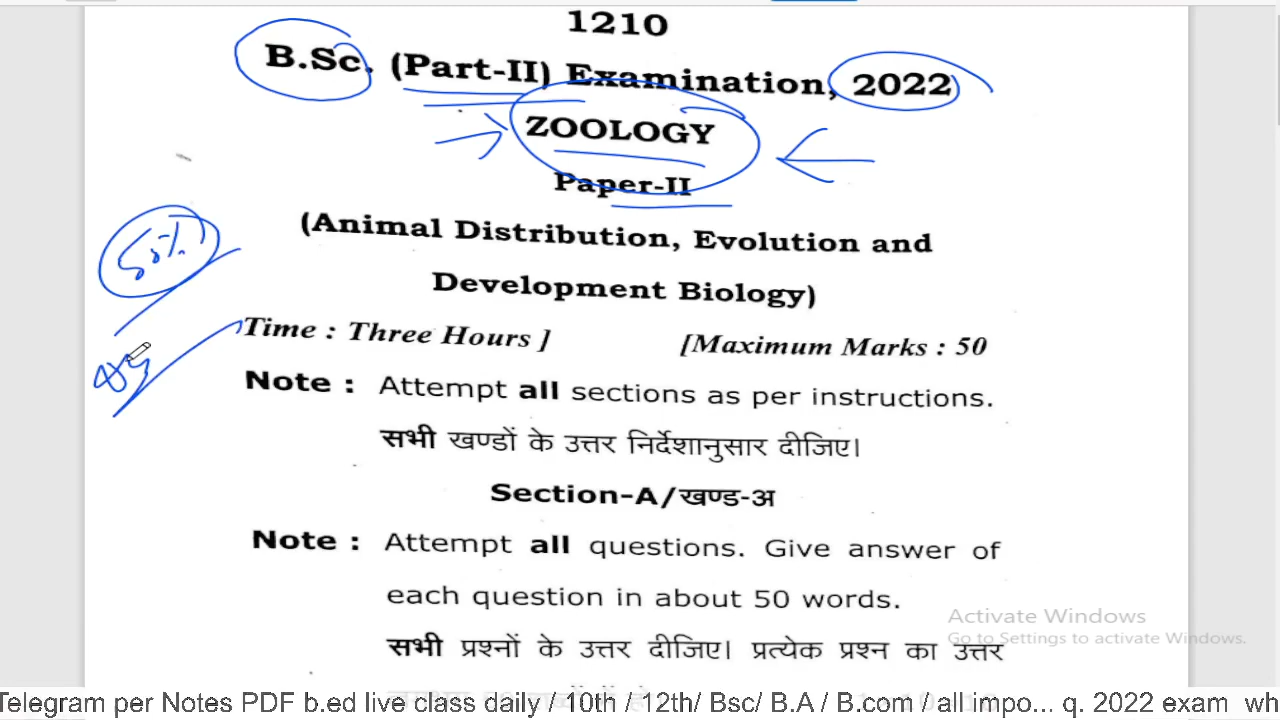 1210
B.Sc. (Part-II) Examination, 2022
ZOOLOGY
Paper-II
(Animal Distribution, Evolution and
Development Biology)
Time : Three Hours ] [Maximum Marks : 50
Note : Attempt all sections as per instructions.
सभी खण्डों के उत्तर निर्देशानुसार दीजिए।
Section-A/खण्ड-अ
Note : Attempt all questions. Give answer of
each question in about 50 words.
सभी प्रश्नों के उत्तर दीजिए। प्रत्येक प्रश्न का उत्तर
Activate Windows
Go to Settings to activate Windows.
Telegram per Notes PDF b.ed live class daily / 10th / 12th/ Bsc/ B.A / B.com / all impo... q. 2022 exam wh